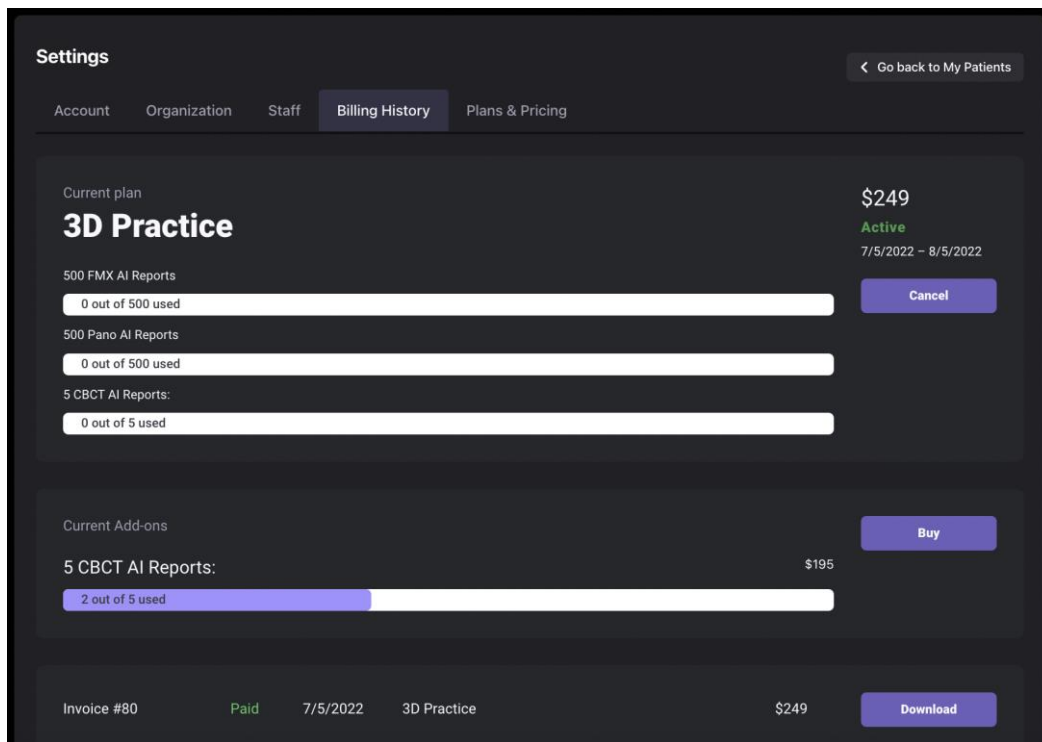 Settings
Go back to My Patients
Account Organization Staff Billing History Plans & Pricing
Current plan
3D Practice
$249
Active
7/5/2022 – 8/5/2022
Cancel
500 FMX AI Reports
0 out of 500 used
500 Pano AI Reports
0 out of 500 used
5 CBCT AI Reports:
0 out of 5 used
Current Add-ons
Buy
5 CBCT AI Reports: $195
2 out of 5 used
Invoice #80 Paid 7/5/2022 3D Practice $249 Download